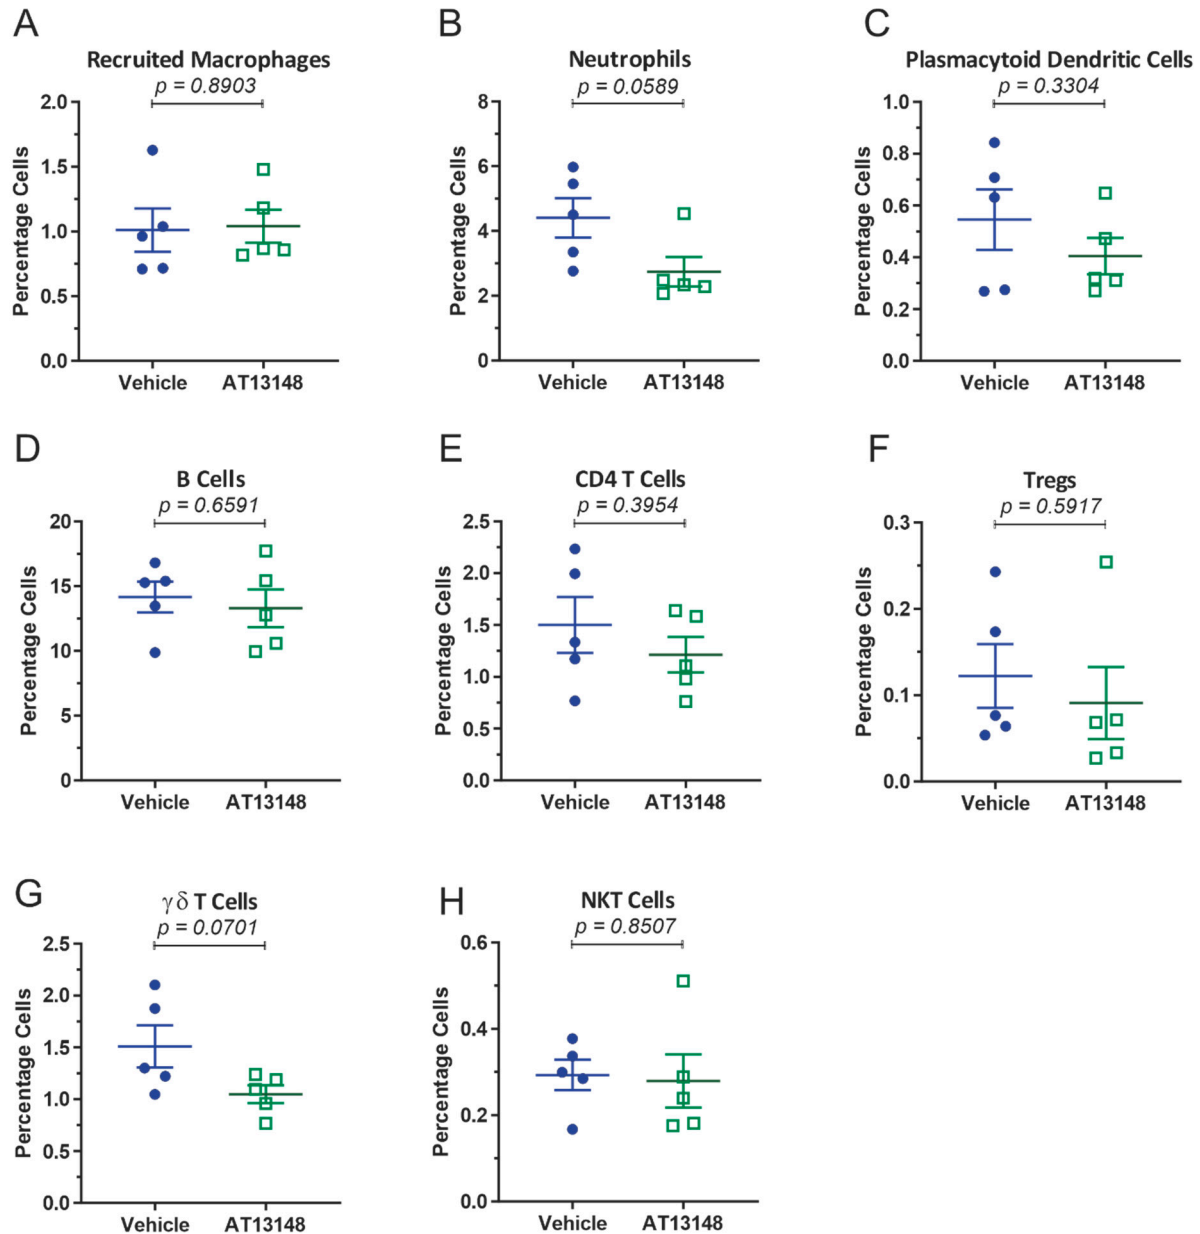 A
B
C
Recruited Macrophages
Neutrophils
Plasmacytoid Dendritic Cells
p = 0.8903
p = 0.0589
p = 0.3304
Percentage Cells
2.0
1.5
1.0
0.5
0.0
Vehicle
AT13148
Percentage Cells
8
6
4
2
0
Vehicle
AT13148
Percentage Cells
1.0
0.8
0.6
0.4
0.2
0.0
Vehicle
AT13148
D
E
F
B Cells
CD4 T Cells
Tregs
p = 0.6591
p = 0.3954
p = 0.5917
Percentage Cells
20
15
10
5
0
Vehicle
AT13148
Percentage Cells
2.5
2.0
1.5
1.0
0.5
0.0
Vehicle
AT13148
Percentage Cells
0.3
0.2
0.1
0.0
Vehicle
AT13148
G
H
γδ T Cells
NKT Cells
p = 0.0701
p = 0.8507
Percentage Cells
2.5
2.0
1.5
1.0
0.5
0.0
Vehicle
AT13148
Percentage Cells
0.6
0.4
0.2
0.0
Vehicle
AT13148